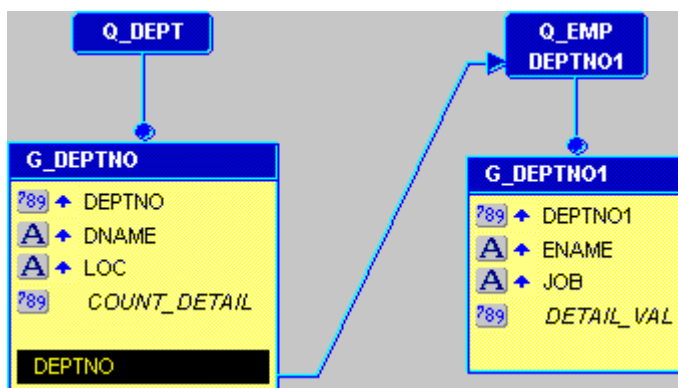 Q_DEPT
Q_EMP
DEPTNO1
G_DEPTNO
789 DEPTNO
A DNAME
A LOC
789 COUNT_DETAIL
DEPTNO
G_DEPTNO1
789 DEPTNO1
A ENAME
A JOB
789 DETAIL_VAL